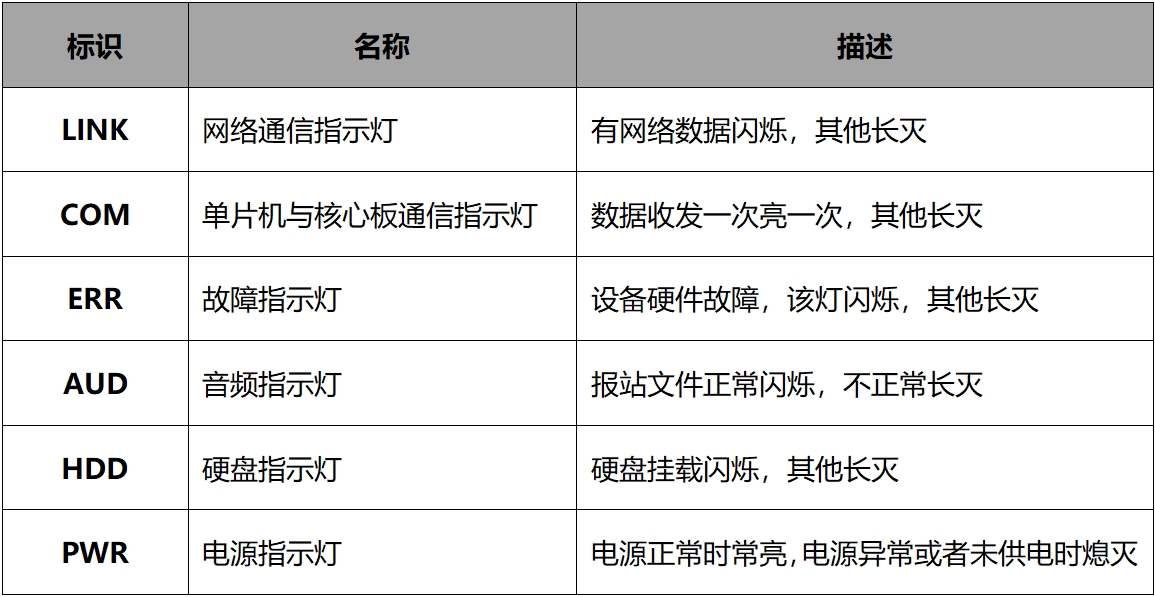 标识 名称 描述
LINK 网络通信指示灯 有网络数据闪烁，其他长灭
COM 单片机与核心板通信指示灯 数据收发一次亮一次，其他长灭
ERR 故障指示灯 设备硬件故障，该灯闪烁，其他长灭
AUD 音频指示灯 报站文件正常闪烁，不正常长灭
HDD 硬盘指示灯 硬盘挂载闪烁，其他长灭
PWR 电源指示灯 电源正常时常亮，电源异常或者未供电时熄灭